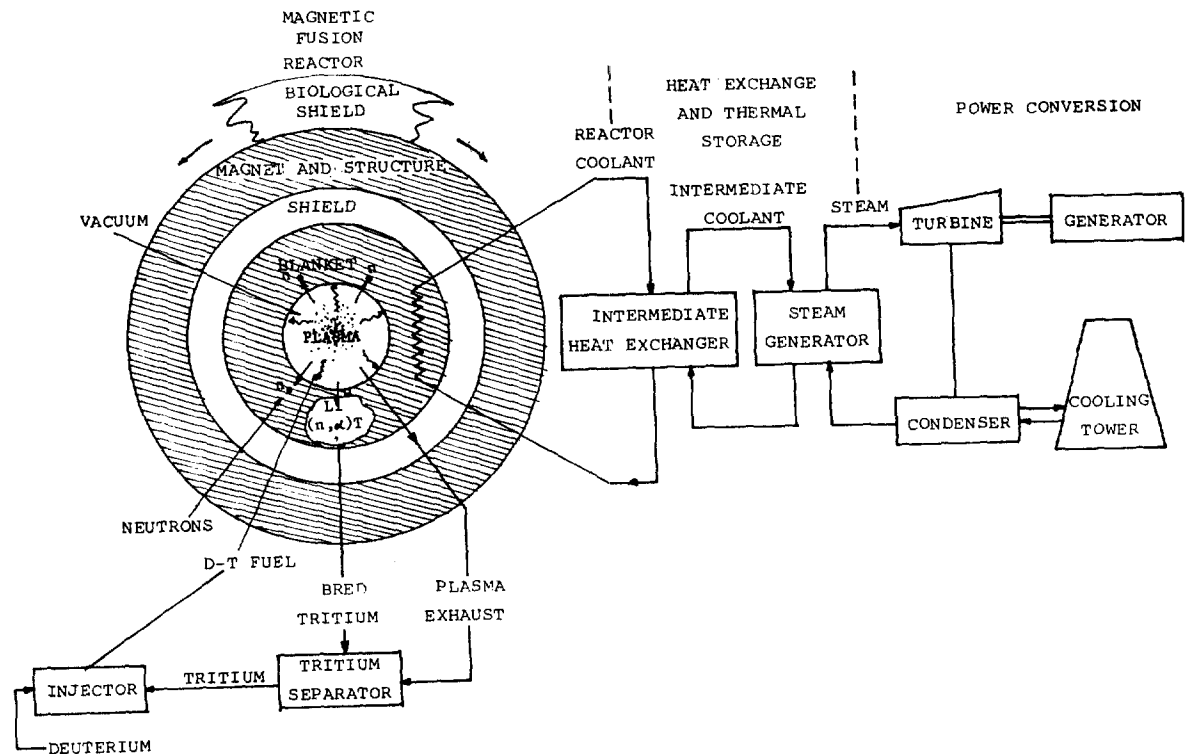 MAGNETIC
FUSION
REACTOR
BIOLOGICAL
SHIELD
MAGNET AND STRUCTURE
SHIELD
VACUUM
BLANKET
n
n
PLASMA
n
Li
(n,α)T
NEUTRONS
D-T FUEL
BRED
TRITIUM
PLASMA
EXHAUST
TRITIUM
SEPARATOR
TRITIUM
INJECTOR
DEUTERIUM
REACTOR
COOLANT
HEAT EXCHANGE
AND THERMAL
STORAGE
INTERMEDIATE
COOLANT
INTERMEDIATE
HEAT EXCHANGER
STEAM
GENERATOR
STEAM
POWER CONVERSION
TURBINE
GENERATOR
CONDENSER
COOLING
TOWER